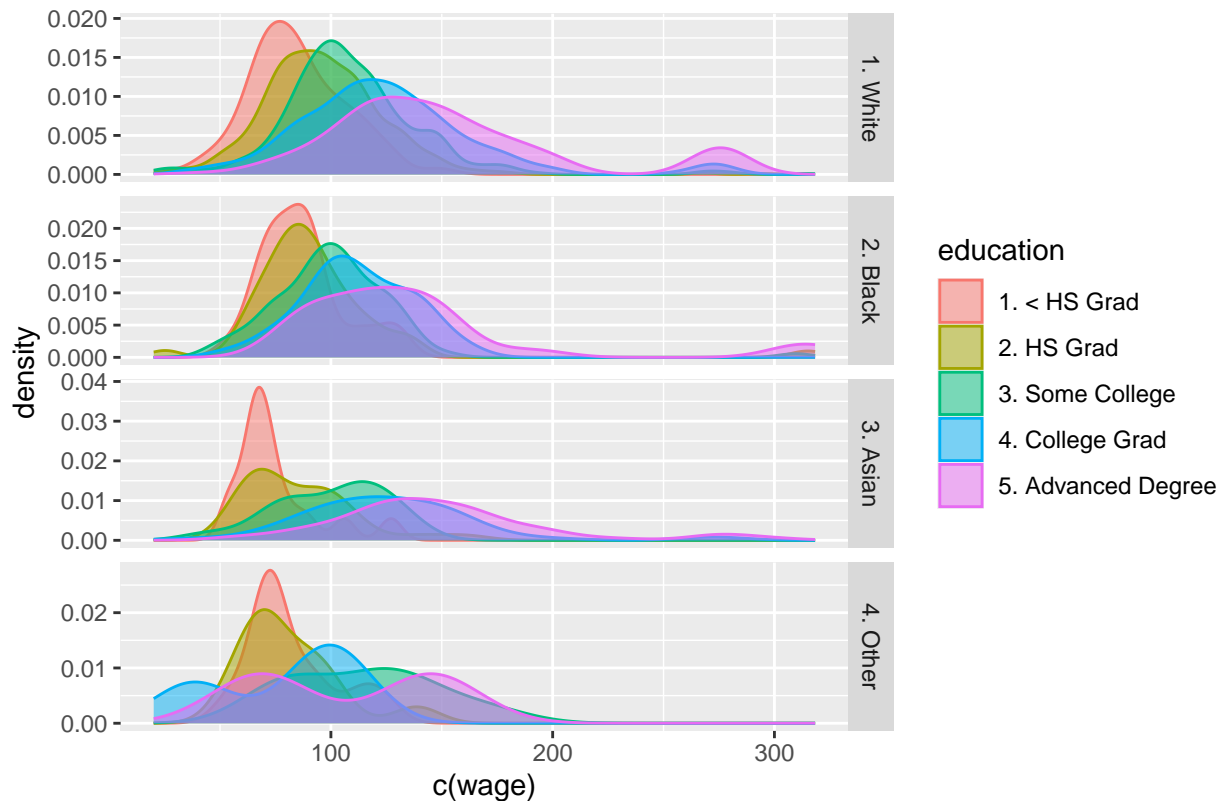 density
0.020
0.015
0.010
0.005
0.000
1. White
0.020
0.015
0.010
0.005
0.000
2. Black
0.04
0.03
0.02
0.01
0.00
3. Asian
0.02
0.01
0.00
4. Other
100
200
300
c(wage)
education
1. < HS Grad
2. HS Grad
3. Some College
4. College Grad
5. Advanced Degree